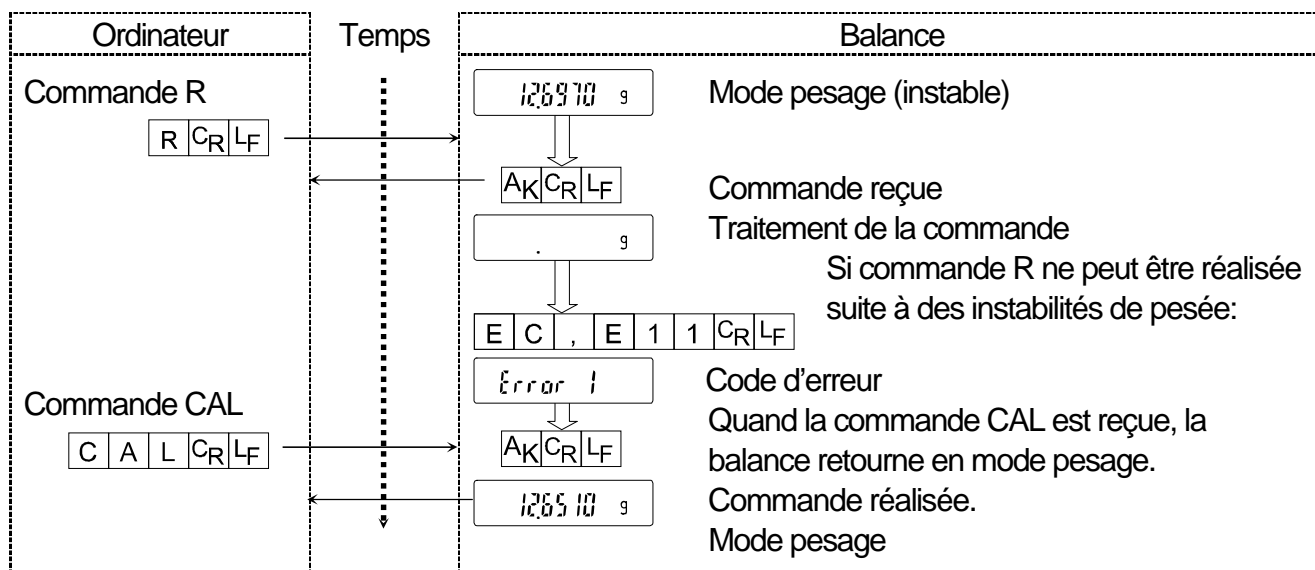 Ordinateur Temps Balance
Commande R 12.6970 g Mode pesage (instable)
R CR LF
AK CR LF Commande reçue
. g Traitement de la commande
Si commande R ne peut être réalisée
suite à des instabilités de pesée:
E C , E 1 1 CR LF
Error 1 Code d’erreur
Commande CAL Quand la commande CAL est reçue, la
C A L CR LF AK CR LF balance retourne en mode pesage.
12.6510 g Commande réalisée.
Mode pesage